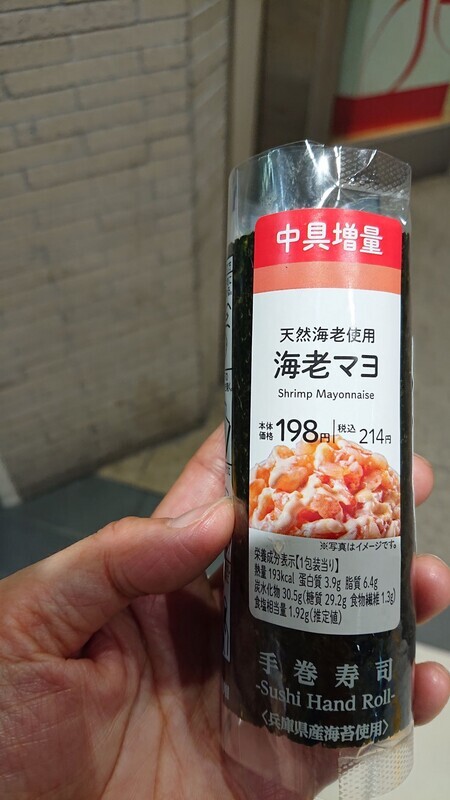 中具増量
天然海老使用
海老マヨ
Shrimp Mayonnaise
本体価格 198円 税込 214円
※写真はイメージです。
栄養成分表示【1包装当り】
熱量 193kcal 蛋白質 3.9g 脂質 6.4g
炭水化物 30.5g(糖質 29.2g 食物繊維 1.3g)
食塩相当量 1.92g(推定値)
手巻寿司
-Sushi Hand Roll-
〈兵庫県産海苔使用〉